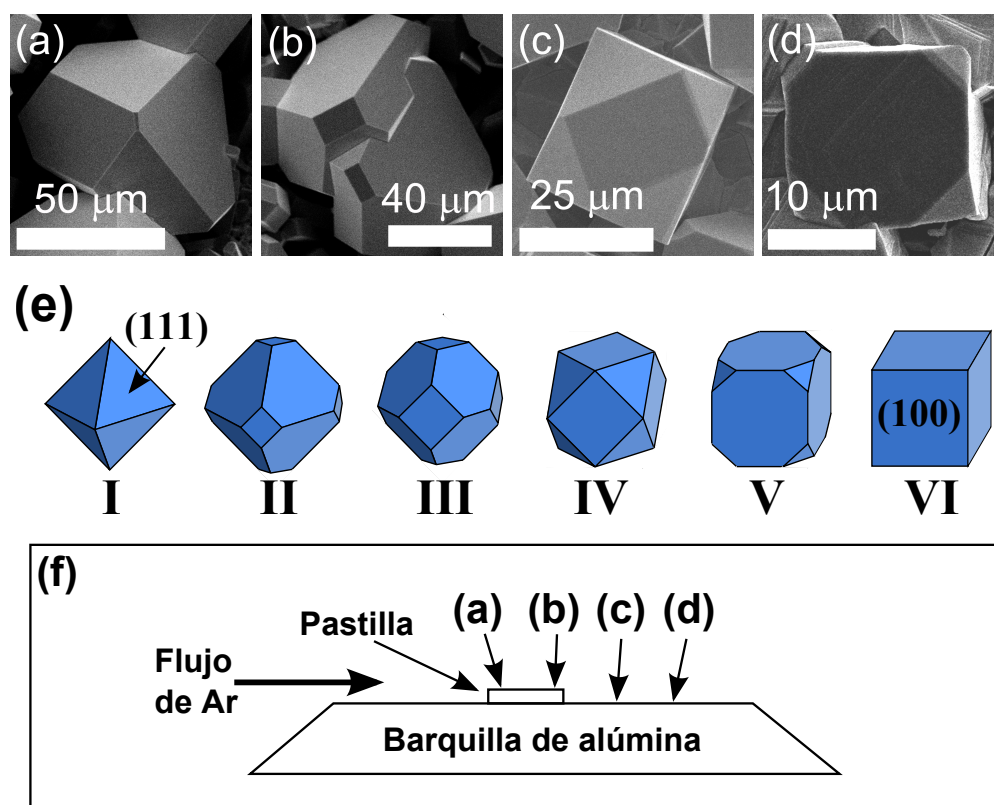 (a)
50 μm
(b)
40 μm
(c)
25 μm
(d)
10 μm
(e)
(111)
(100)
I II III IV V VI
(f)
Pastilla
(a) (b) (c) (d)
Flujo
de Ar
Barquilla de alúmina